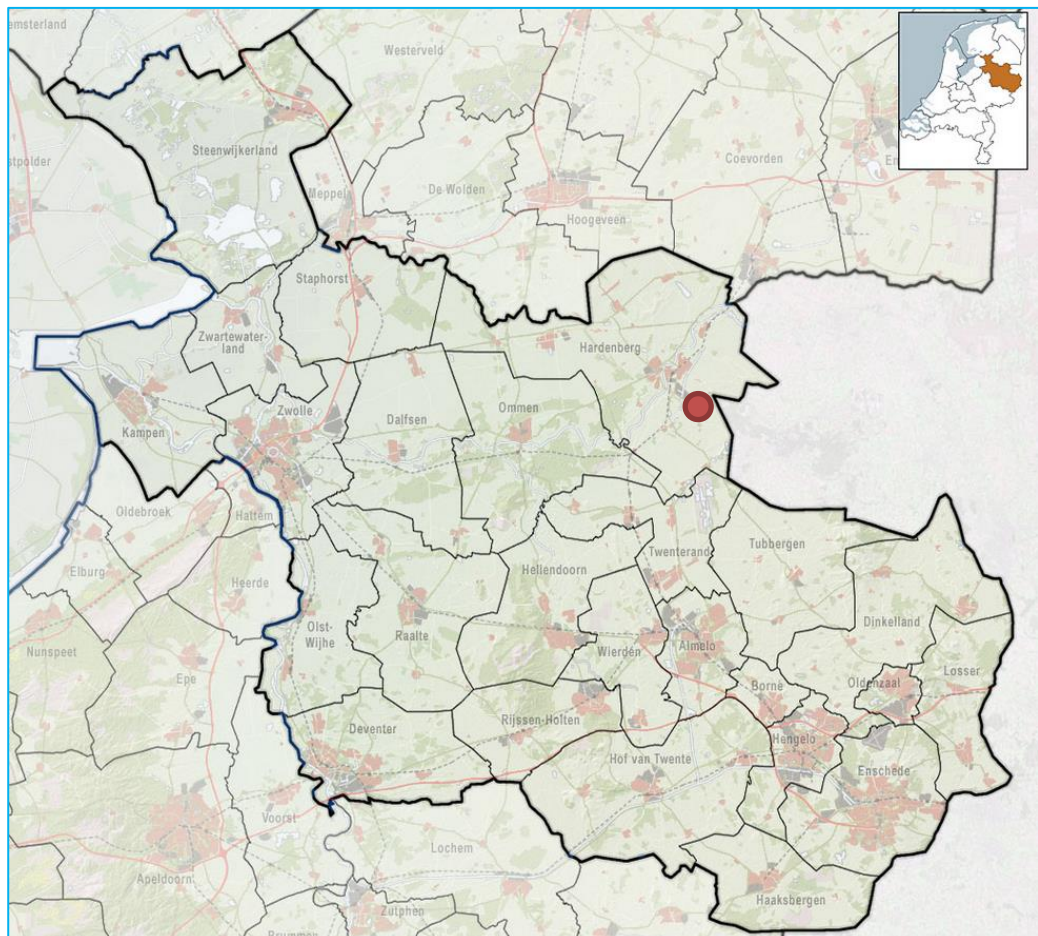 emsterland
Westerveld
Steenwijkerland
stpolder
Coevorden
Em
De Wolden
Meppel
Hoogeveen
Staphorst
Zwartewater-
land
Hardenberg
Zwolle
Dalfsen
Ommen
Kampen
Oldebroek
Hattem
Elburg
Heerde
Hellendoorn
Twenterand
Tubbergen
Olst-
Wijhe
Raalte
Dinkelland
Nunspeet
Epe
Wierden
Almelo
Losser
Borne
Oldenzaal
Deventer
Rijssen-Holten
Hengelo
Hof van Twente
Enschede
Voorst
Lochem
Apeldoorn
Haaksbergen
Zutphen
Brummen